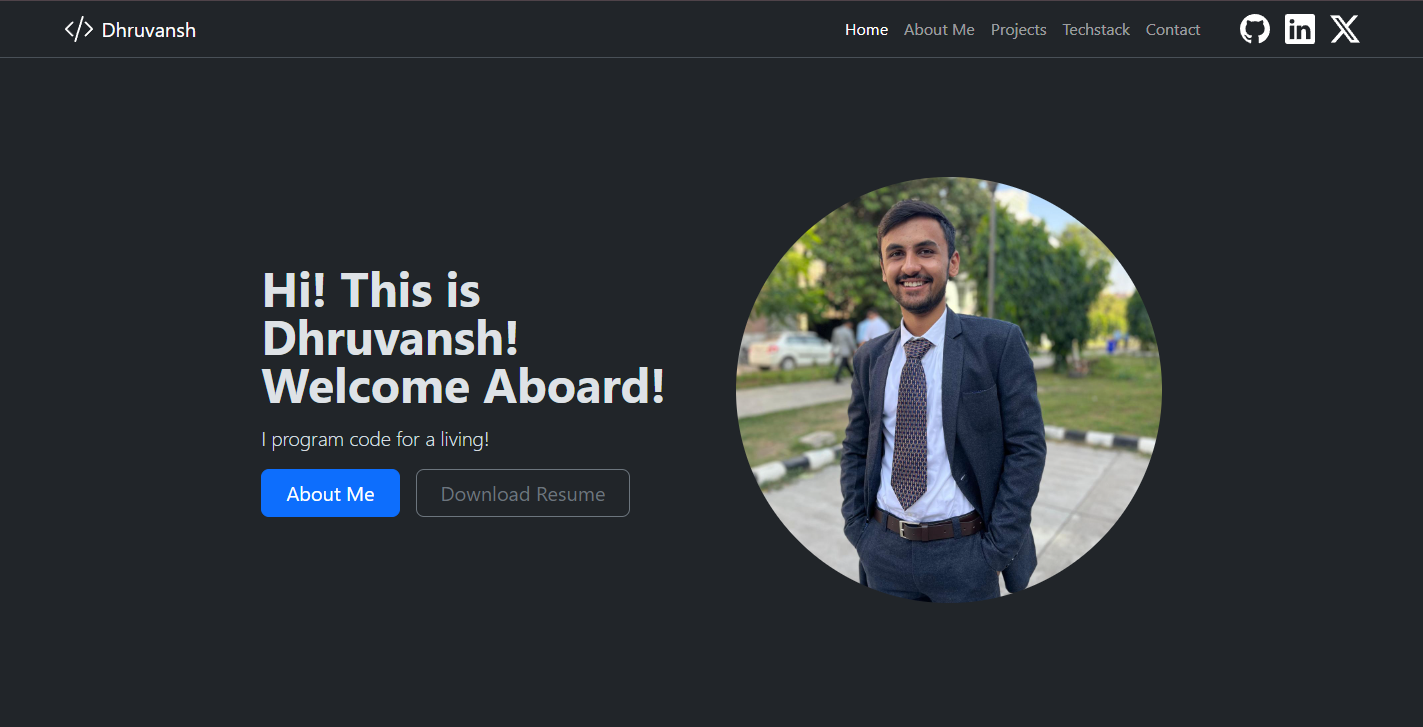 </> Dhruvansh
Home About Me Projects Techstack Contact
in X
Hi! This is
Dhruvansh!
Welcome Aboard!
I program code for a living!
About Me Download Resume